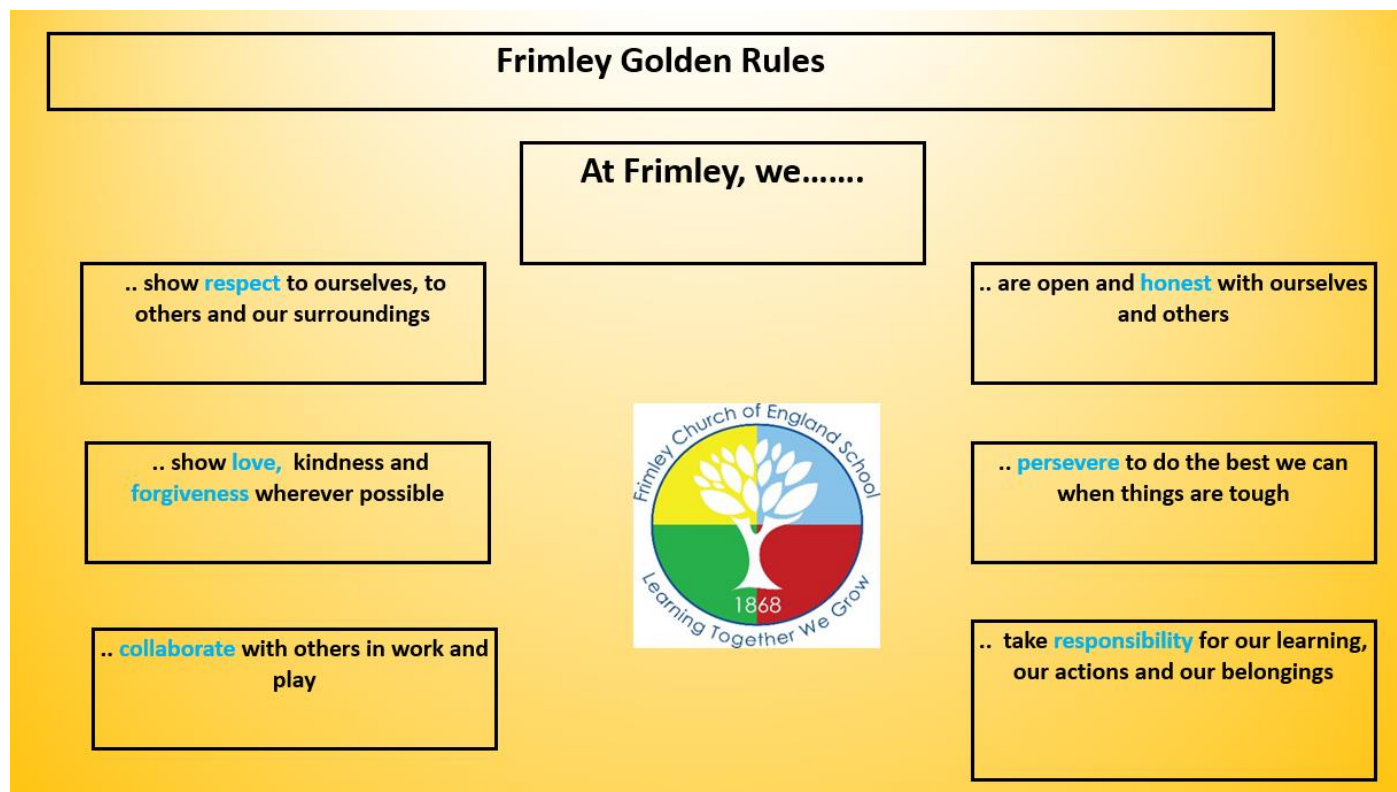 Frimley Golden Rules
At Frimley, we…….
.. show respect to ourselves, to
others and our surroundings
.. are open and honest with ourselves
and others
.. show love,  kindness and
forgiveness wherever possible
.. persevere to do the best we can
when things are tough
.. collaborate with others in work and
play
..  take responsibility for our learning,
our actions and our belongings
Frimley Church of England School
1868
Learning Together We Grow